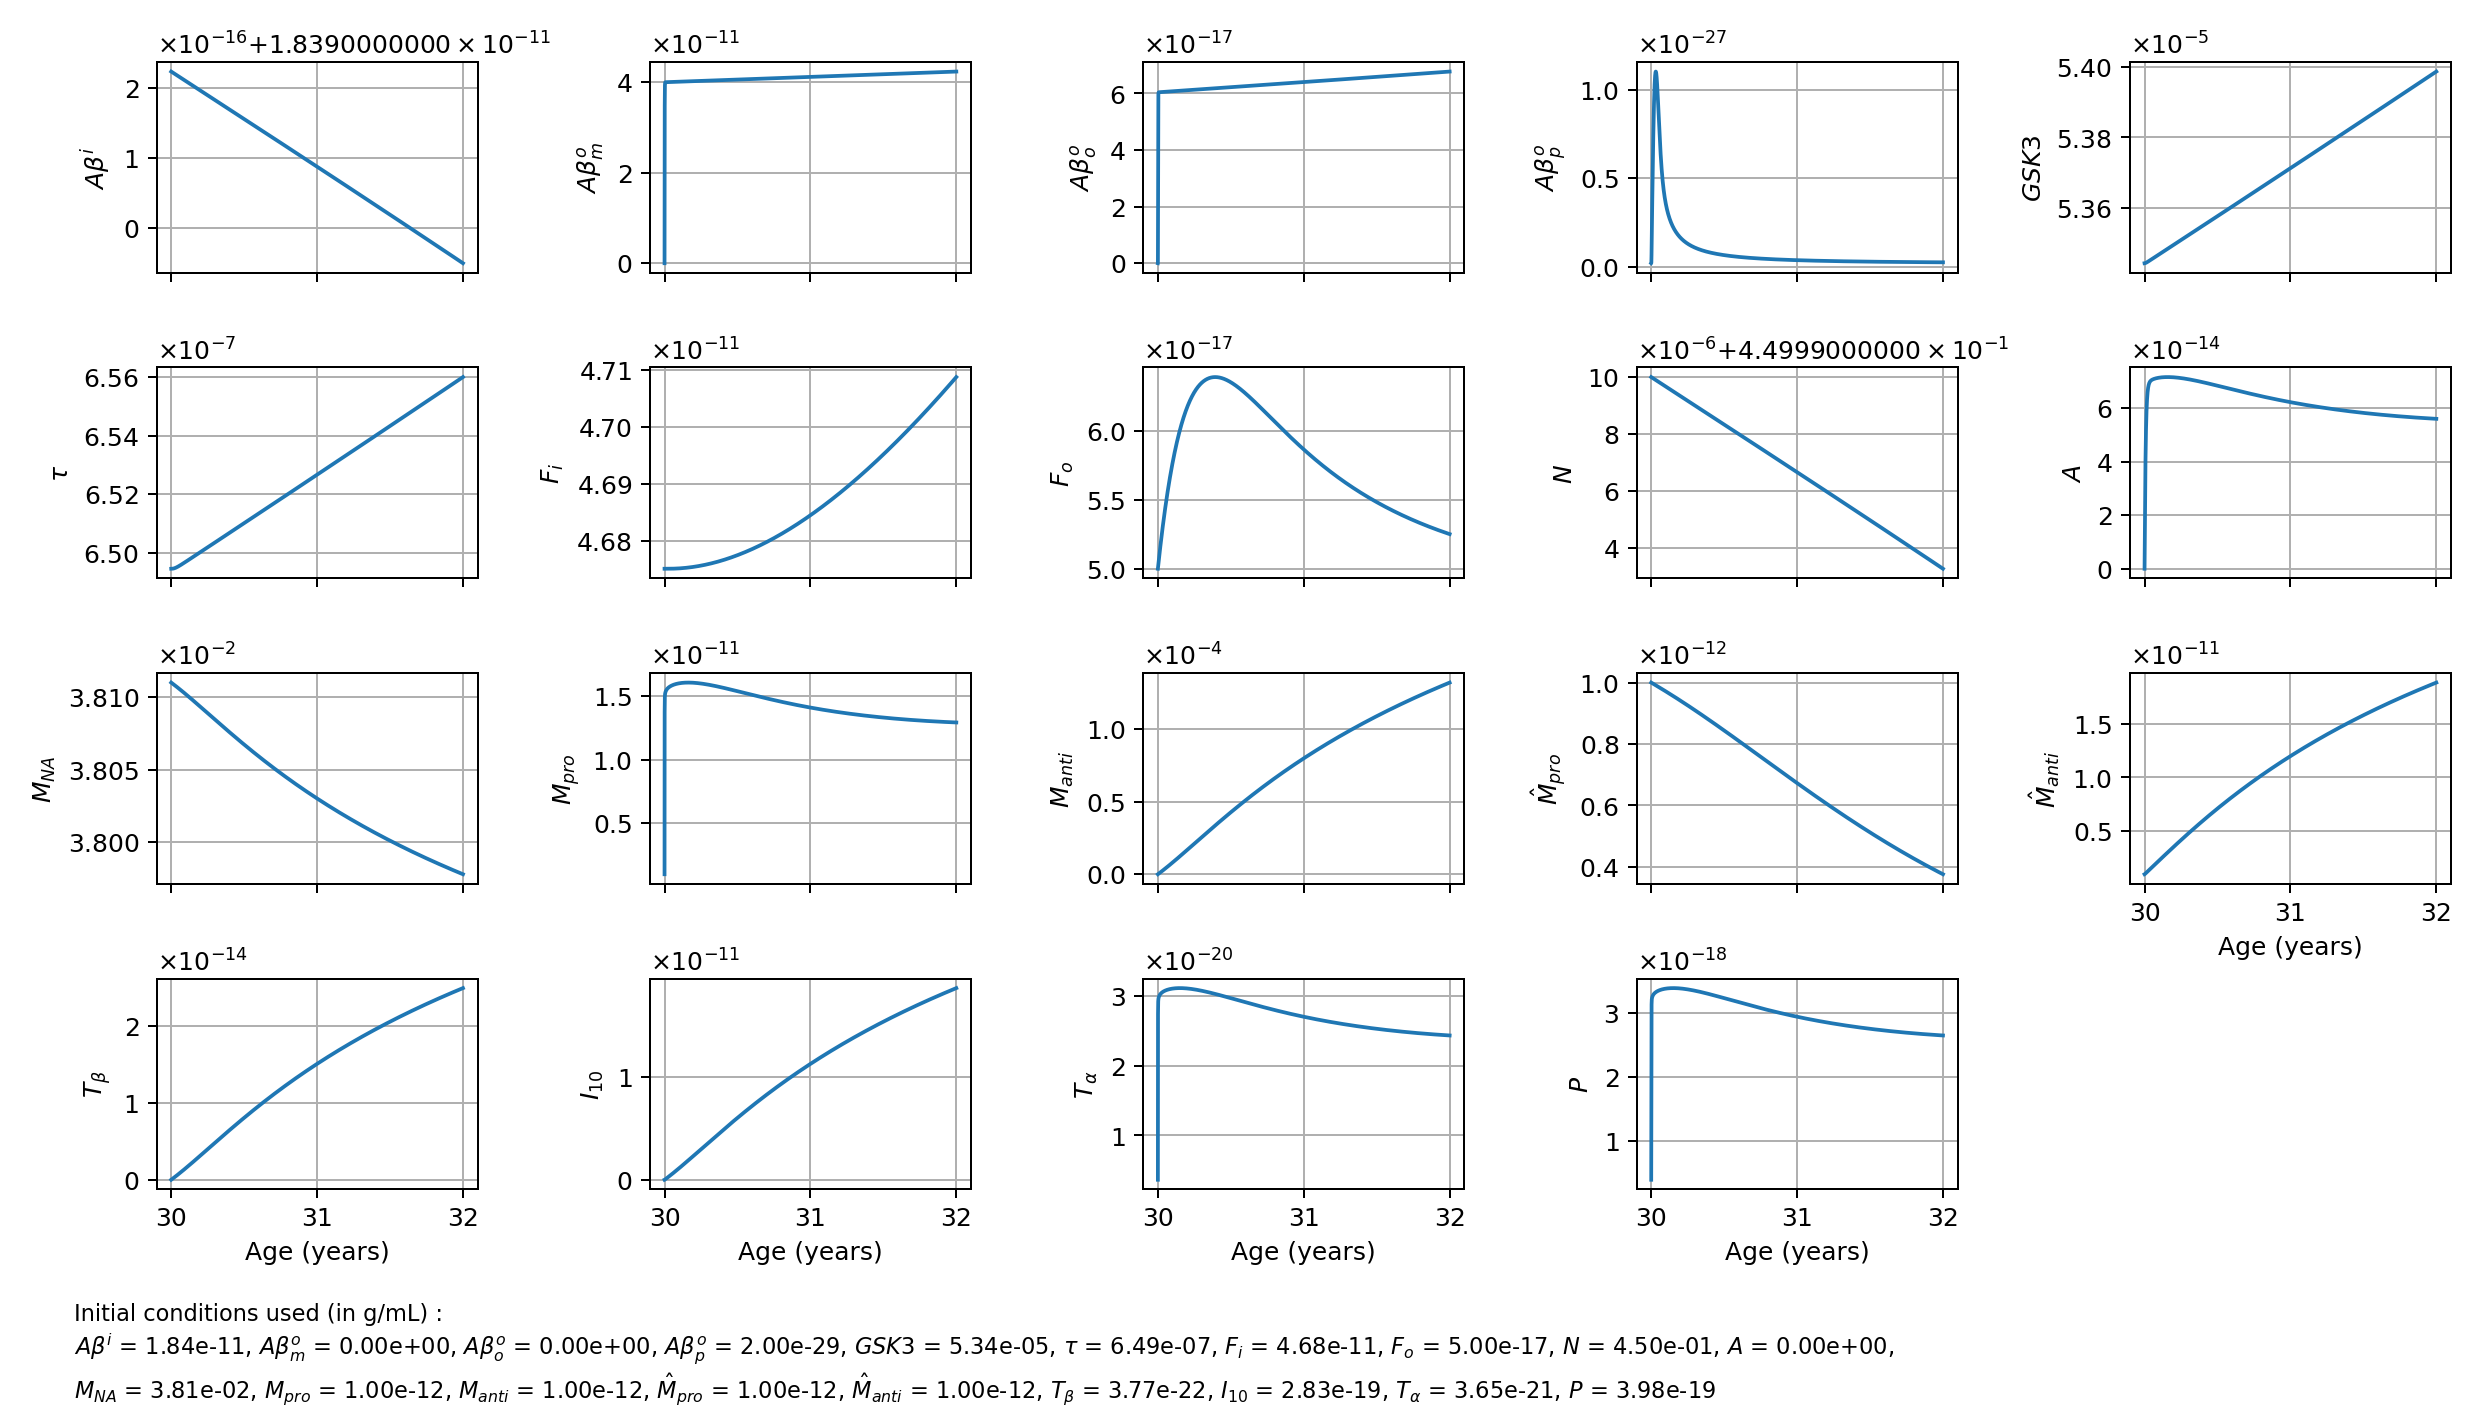 ×10⁻¹⁶+1.8390000000 × 10⁻¹¹
2
1
0
Aβⁱ
×10⁻¹¹
4
2
0
Aβₘᵒ
×10⁻¹⁷
6
4
2
0
Aβₒᵒ
×10⁻²⁷
1.0
0.5
0.0
Aβₚᵒ
×10⁻⁵
5.40
5.38
5.36
GSK3
×10⁻⁷
6.56
6.54
6.52
6.50
τ
×10⁻¹¹
4.71
4.70
4.69
4.68
Fᵢ
×10⁻¹⁷
6.0
5.5
5.0
Fₒ
×10⁻⁶+4.4999000000 × 10⁻¹
10
8
6
4
N
×10⁻¹⁴
6
4
2
0
A
×10⁻²
3.810
3.805
3.800
M_NA
×10⁻¹¹
1.5
1.0
0.5
M_pro
×10⁻⁴
1.0
0.5
0.0
M_anti
×10⁻¹²
1.0
0.8
0.6
0.4
M̂_pro
×10⁻¹¹
1.5
1.0
0.5
M̂_anti
30 31 32
Age (years)
×10⁻¹⁴
2
1
0
T_β
30 31 32
Age (years)
×10⁻¹¹
1
0
I₁₀
30 31 32
Age (years)
×10⁻²⁰
3
2
1
T_α
30 31 32
Age (years)
×10⁻¹⁸
3
2
1
P
30 31 32
Age (years)
Initial conditions used (in g/mL) :
Aβⁱ = 1.84e-11, Aβₘᵒ = 0.00e+00, Aβₒᵒ = 0.00e+00, Aβₚᵒ = 2.00e-29, GSK3 = 5.34e-05, τ = 6.49e-07, Fᵢ = 4.68e-11, Fₒ = 5.00e-17, N = 4.50e-01, A = 0.00e+00,
M_NA = 3.81e-02, M_pro = 1.00e-12, M_anti = 1.00e-12, M̂_pro = 1.00e-12, M̂_anti = 1.00e-12, T_β = 3.77e-22, I₁₀ = 2.83e-19, T_α = 3.65e-21, P = 3.98e-19